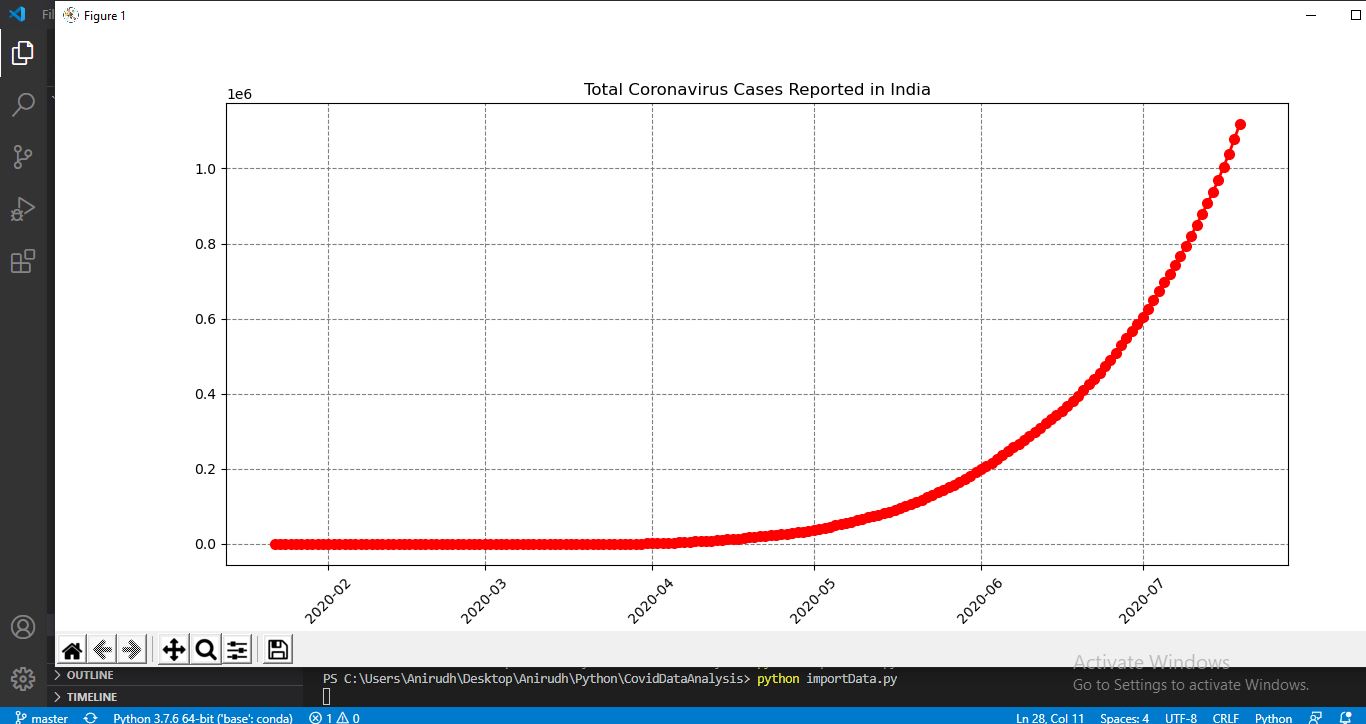 Fil
Figure 1
Total Coronavirus Cases Reported in India
1e6
1.0
0.8
0.6
0.4
0.2
0.0
2020-02
2020-03
2020-04
2020-05
2020-06
2020-07
OUTLINE
TIMELINE
PS C:\Users\Anirudh\Desktop\Anirudh\Python\CovidDataAnalysis> python importData.py
Activate Windows
Go to Settings to activate Windows.
master Python 3.7.6 64-bit ('base': conda) 1 0 Ln 28, Col 11 Spaces: 4 UTF-8 CRLF Python